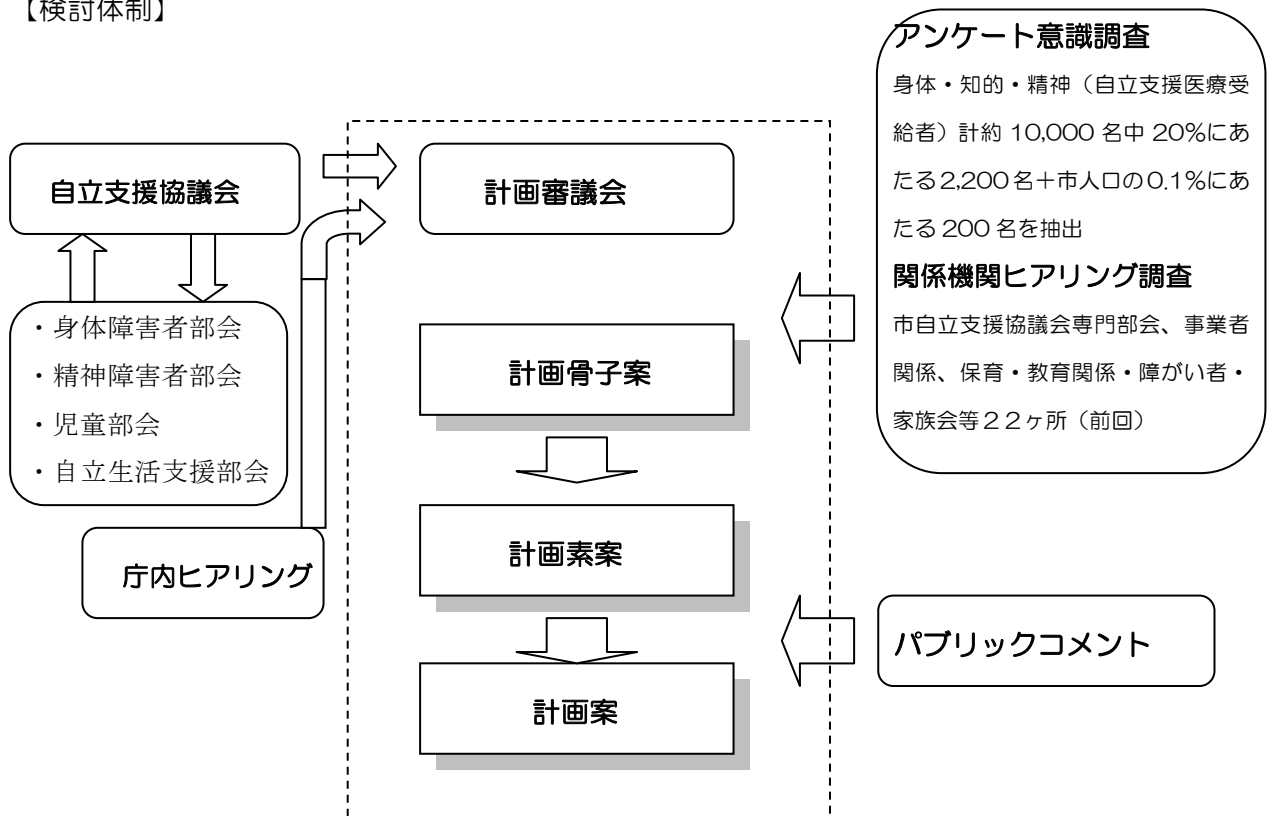 【検討体制】
自立支援協議会
・身体障害者部会
・精神障害者部会
・児童部会
・自立生活支援部会
庁内ヒアリング
計画審議会
計画骨子案
計画素案
計画案
アンケート意識調査
身体・知的・精神（自立支援医療受
給者）計約 10,000 名中 20%にあ
たる2,200名＋市人口の0.1%にあ
たる 200 名を抽出
関係機関ヒアリング調査
市自立支援協議会専門部会、事業者
関係、保育・教育関係・障がい者・
家族会等２２ヶ所（前回）
パブリックコメント